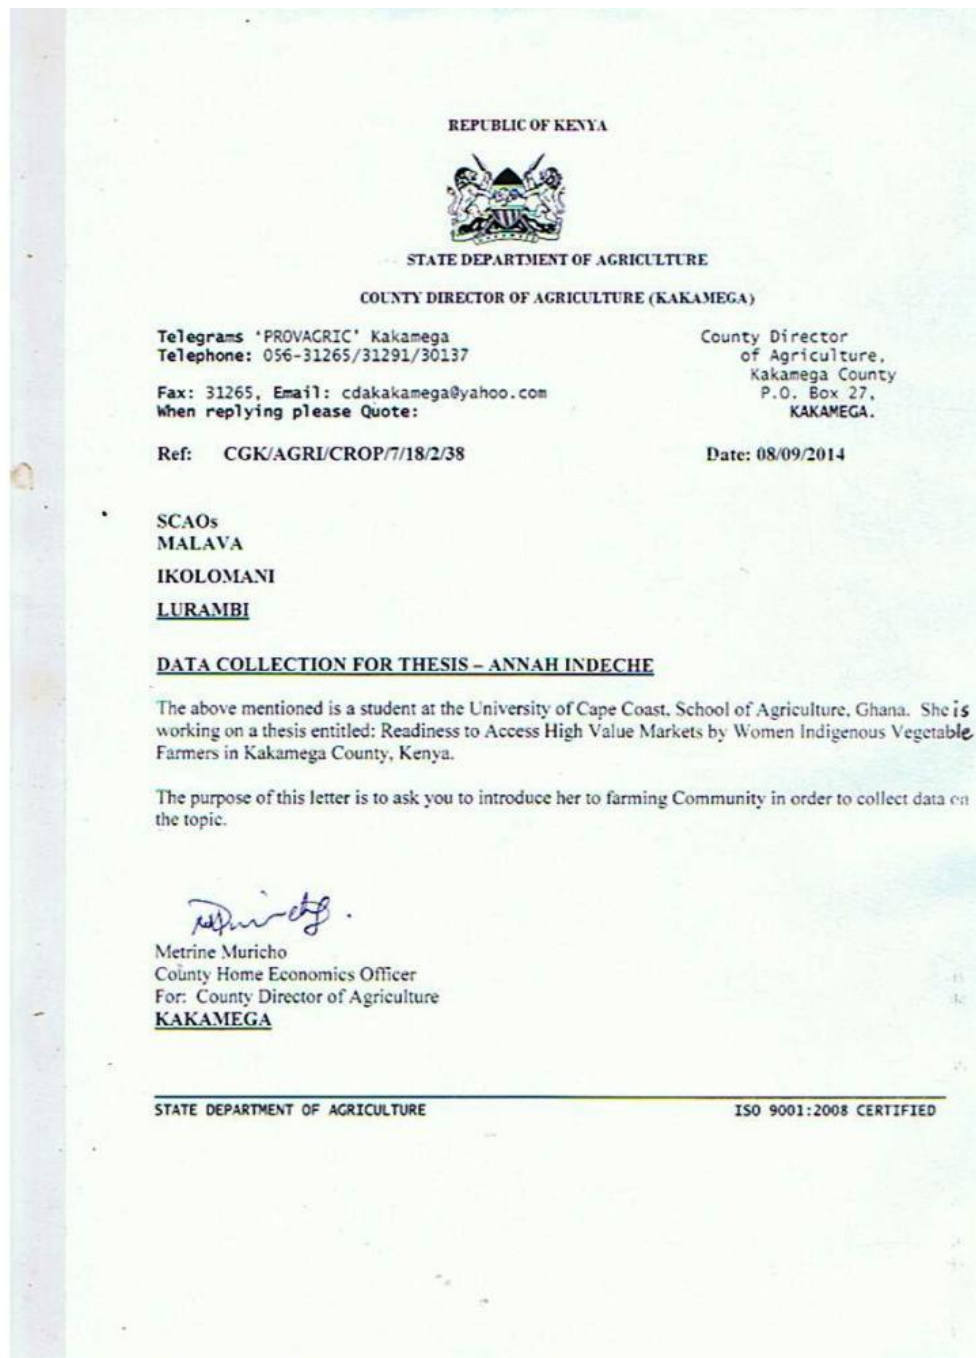 REPUBLIC OF KENYA
STATE DEPARTMENT OF AGRICULTURE
COUNTY DIRECTOR OF AGRICULTURE (KAKAMEGA)
Telegrams 'PROVAGRIC' Kakamega
Telephone: 056-31265/31291/30137
Fax: 31265, Email: cdakakamega@yahoo.com
When replying please Quote:
County Director
of Agriculture,
Kakamega County
P.O. Box 27,
KAKAMEGA.
Ref: CGK/AGRI/CROP/7/18/2/38
Date: 08/09/2014
SCAOs
MALAVA
IKOLOMANI
LURAMBI
DATA COLLECTION FOR THESIS – ANNAH INDECHE
The above mentioned is a student at the University of Cape Coast, School of Agriculture, Ghana. She is
working on a thesis entitled: Readiness to Access High Value Markets by Women Indigenous Vegetable
Farmers in Kakamega County, Kenya.
The purpose of this letter is to ask you to introduce her to farming Community in order to collect data on
the topic.
Metrine Muricho
County Home Economics Officer
For: County Director of Agriculture
KAKAMEGA
STATE DEPARTMENT OF AGRICULTURE
ISO 9001:2008 CERTIFIED